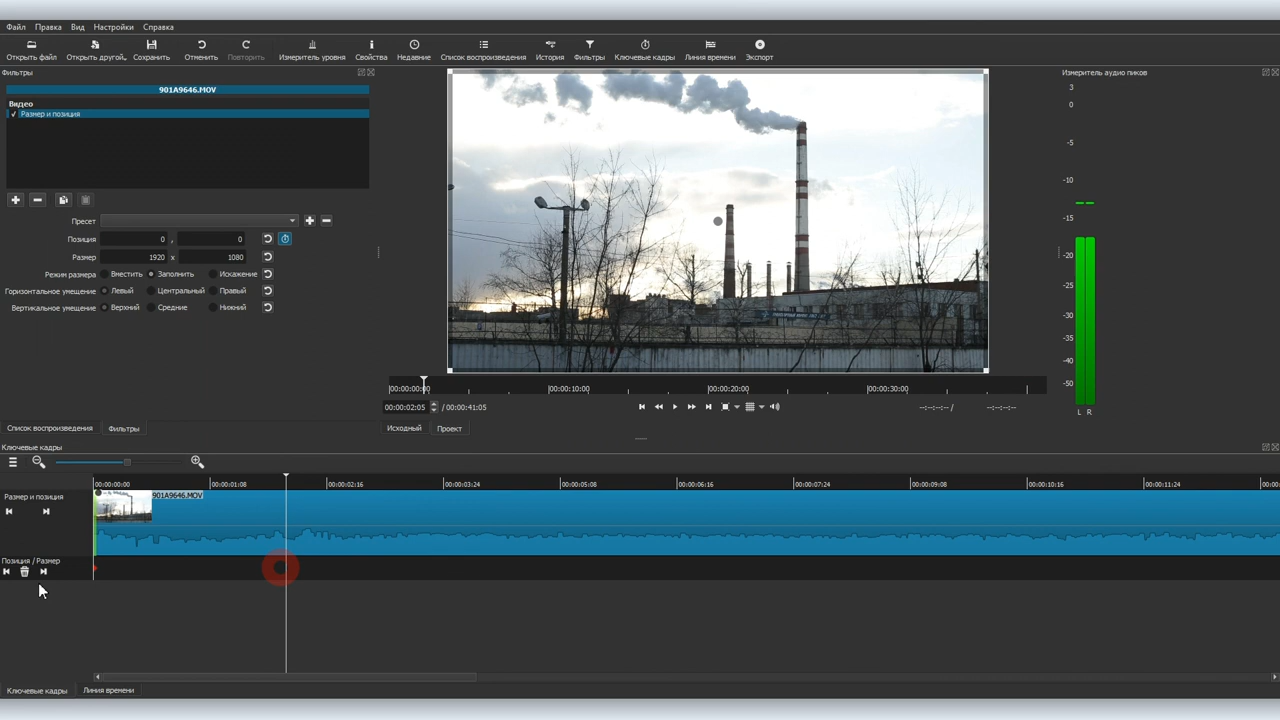 Файл Правка Вид Настройки Справка
Открыть файл Открыть другой, Сохранить Отменить Повторить Измеритель уровня Свойства Недавние Список воспроизведения История Фильтры Ключевые кадры Линия времени Экспорт
Фильтры
Измеритель аудио пиков
901A9646.MOV
Видео
✓ Размер и позиция
Пресет
Позиция 0 , 0
Размер 1920 x 1080
Режим размера Вместить Заполнить Искажение
Горизонтальное умещение Левый Центральный Правый
Вертикальное умещение Верхний Средние Нижний
3
0
-5
-10
-15
-20
-25
-30
-35
-40
-50
L R
00:00:00:00 00:00:10:00 00:00:20:00 00:00:30:00
00:00:02:05 / 00:00:41:05 --:--:--:-- / --:--:--:--
Список воспроизведения Фильтры Исходный Проект
Ключевые кадры
00:00:00:00 00:00:01:08 00:00:02:16 00:00:03:24 00:00:05:08 00:00:06:16 00:00:07:24 00:00:09:08 00:00:10:16 00:00:11:24
Размер и позиция
901A9646.MOV
Позиция / Размер
Ключевые кадры Линия времени